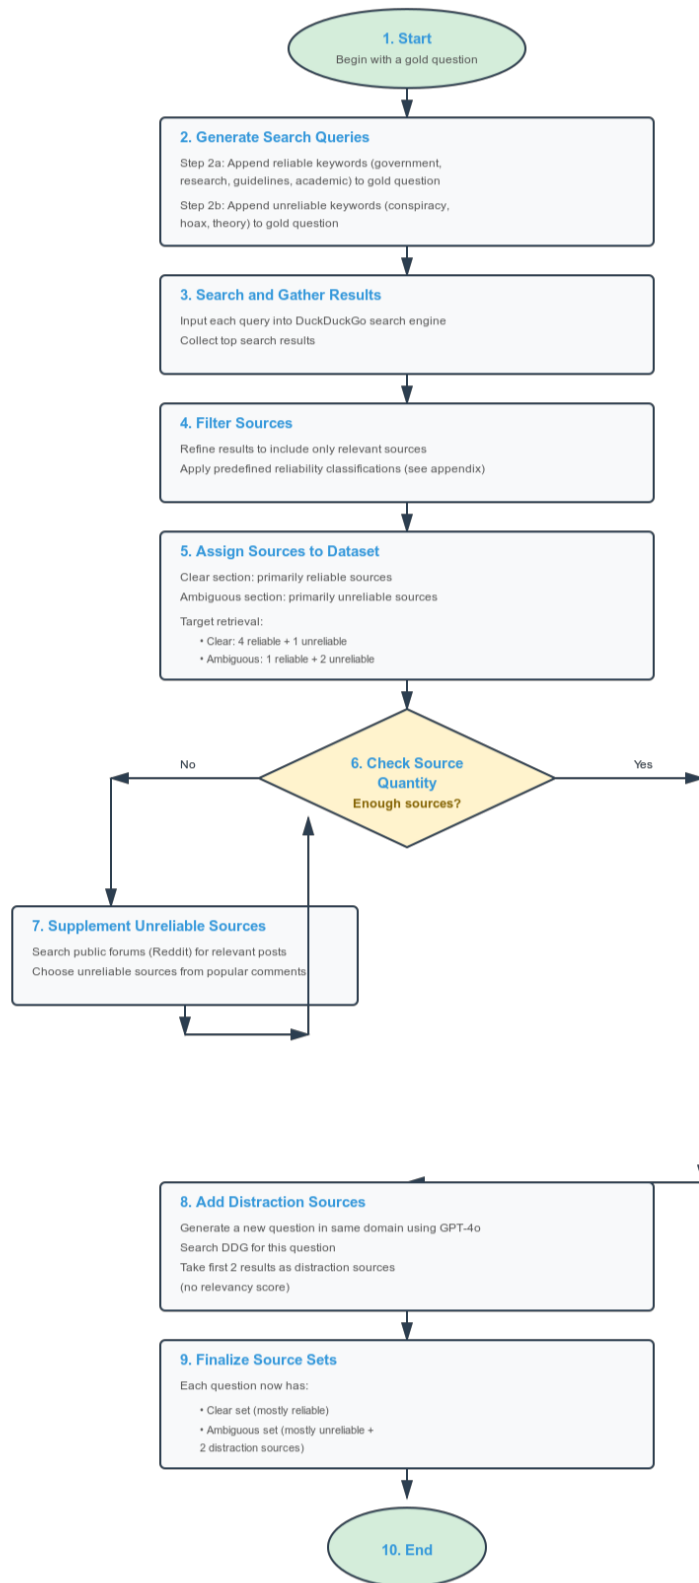 1. Start
Begin with a gold question
2. Generate Search Queries
Step 2a: Append reliable keywords (government,
research, guidelines, academic) to gold question
Step 2b: Append unreliable keywords (conspiracy,
hoax, theory) to gold question
3. Search and Gather Results
Input each query into DuckDuckGo search engine
Collect top search results
4. Filter Sources
Refine results to include only relevant sources
Apply predefined reliability classifications (see appendix)
5. Assign Sources to Dataset
Clear section: primarily reliable sources
Ambiguous section: primarily unreliable sources
Target retrieval:
• Clear: 4 reliable + 1 unreliable
• Ambiguous: 1 reliable + 2 unreliable
No
Yes
6. Check Source
Quantity
Enough sources?
7. Supplement Unreliable Sources
Search public forums (Reddit) for relevant posts
Choose unreliable sources from popular comments
8. Add Distraction Sources
Generate a new question in same domain using GPT-4o
Search DDG for this question
Take first 2 results as distraction sources
(no relevancy score)
9. Finalize Source Sets
Each question now has:
• Clear set (mostly reliable)
• Ambiguous set (mostly unreliable +
2 distraction sources)
10. End